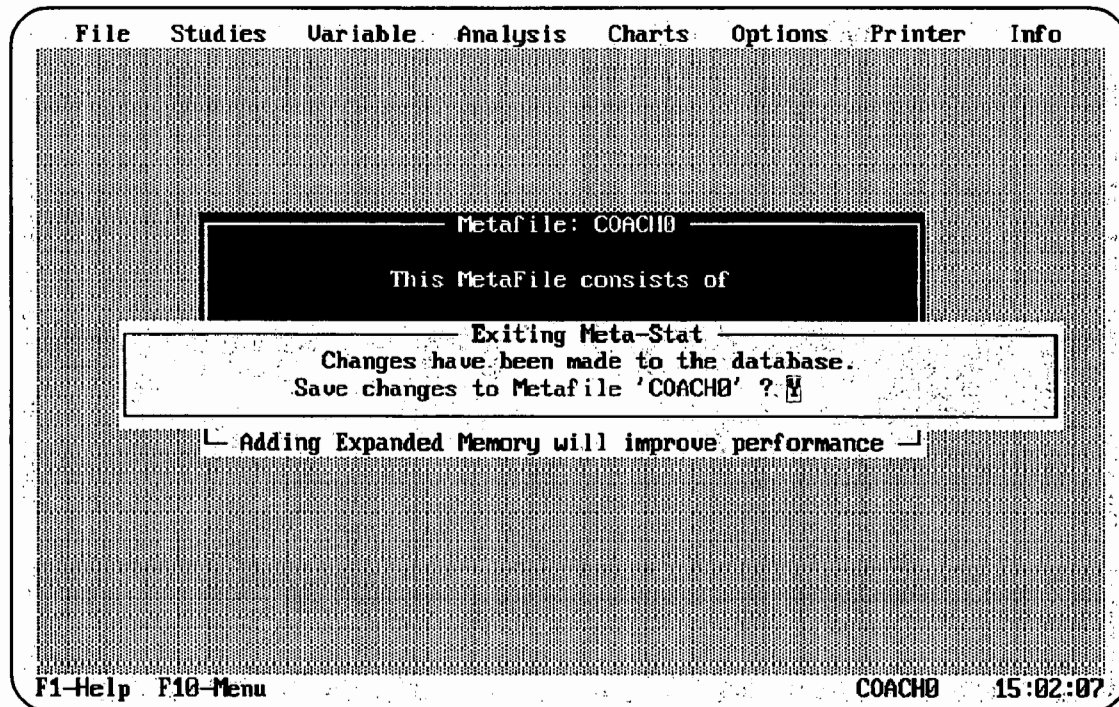 File Studies Variable Analysis Charts Options Printer Info
Metafile: COACH0
This MetaFile consists of
Exiting Meta-Stat
Changes have been made to the database.
Save changes to Metafile 'COACH0' ? Y
Adding Expanded Memory will improve performance
F1-Help F10-Menu COACH0 15:02:07